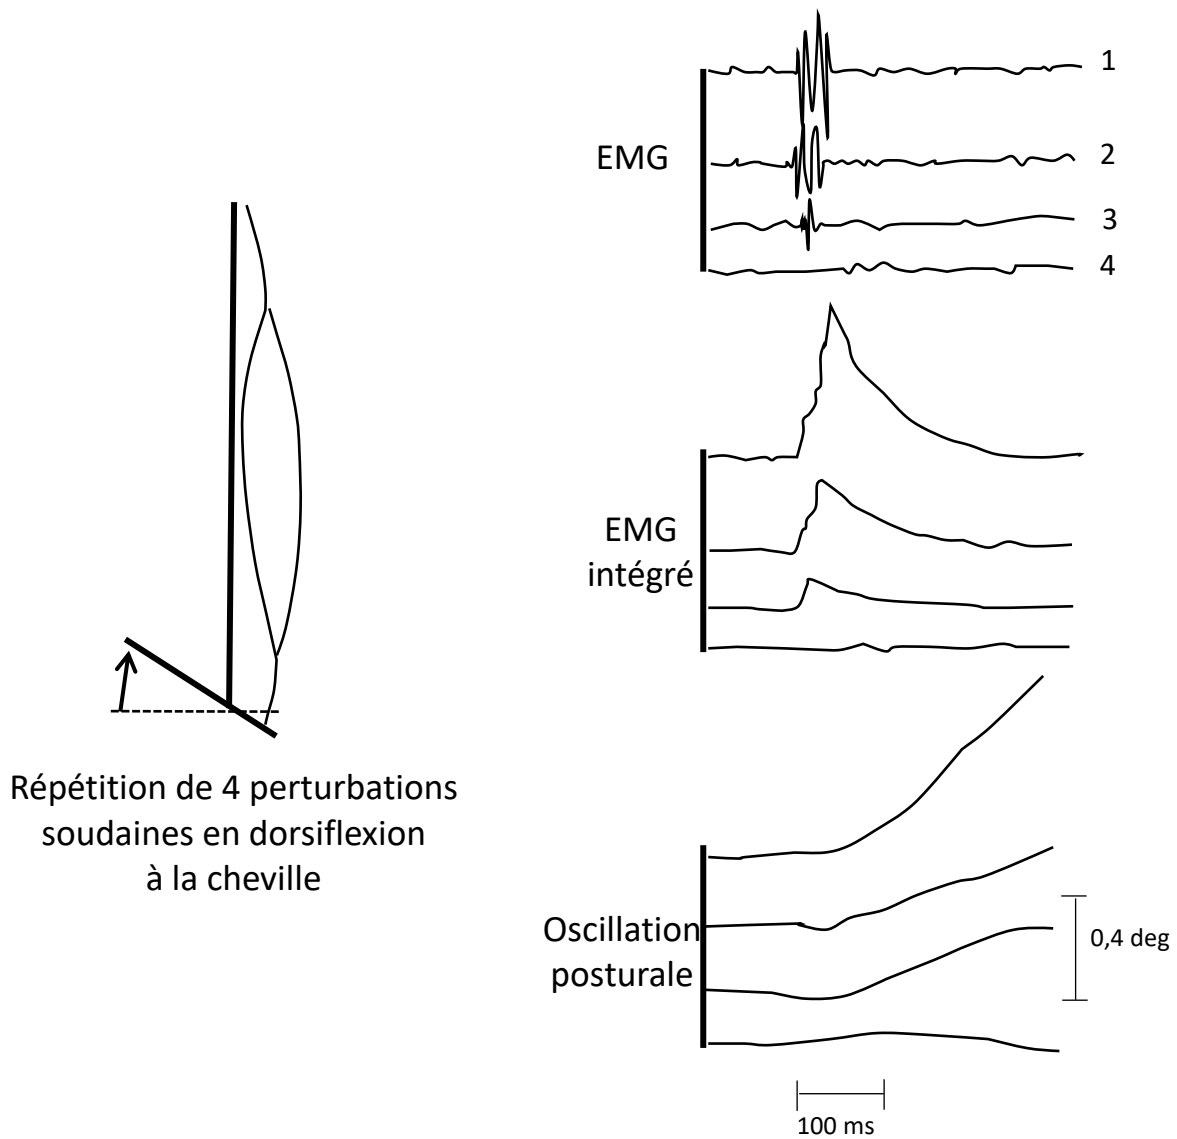 1
EMG
2
3
4
EMG
intégré
Répétition de 4 perturbations
soudaines en dorsiflexion
à la cheville
Oscillation
posturale
0,4 deg
100 ms